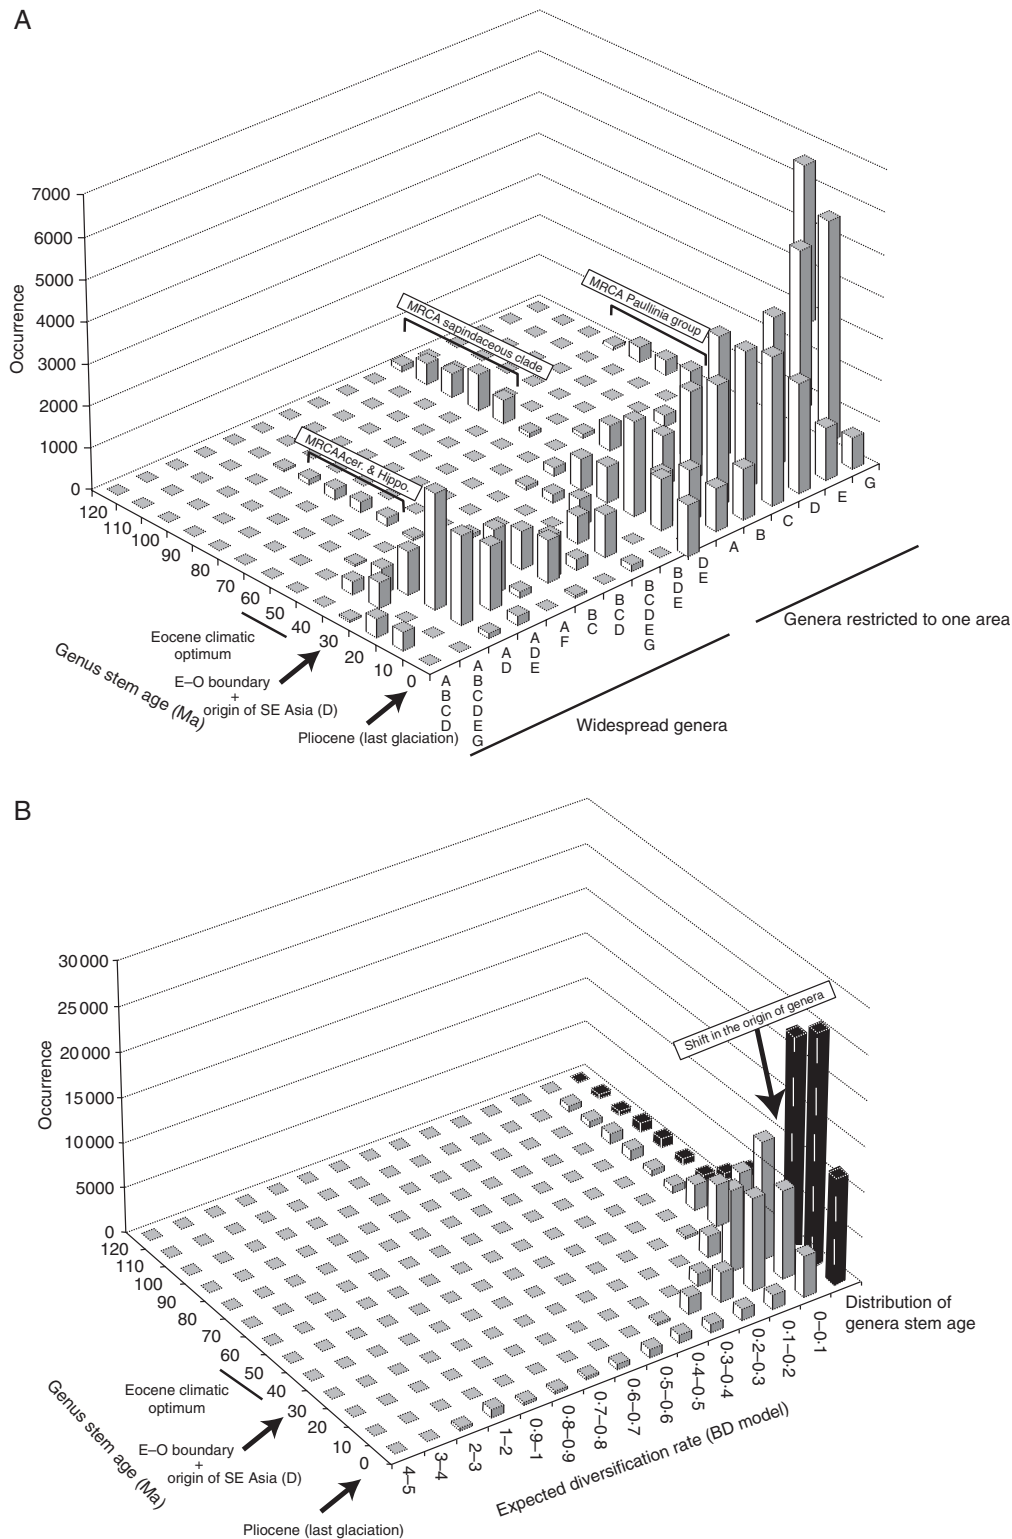 A
7000
6000
5000
4000
3000
2000
1000
0
Occurrence
120
110
100
90
80
70
60
50
40
30
20
10
0
Genus stem age (Ma)
MRCA sapindaceous clade
MRCA Paullinia group
MRCAAcer. & Hippo.
Eocene climatic
optimum
E–O boundary
+
origin of SE Asia (D)
Pliocene (last glaciation)
A
B
C
D
A
B
C
D
E
G
A
D
A
D
E
A
F
B
C
B
C
D
B
C
D
E
G
B
D
E
D
E
A
B
C
D
E
G
Genera restricted to one area
Widespread genera
B
30 000
25 000
20 000
15 000
10 000
5000
0
Occurrence
120
110
100
90
80
70
60
50
40
30
20
10
0
Genus stem age (Ma)
Shift in the origin of genera
Eocene climatic
optimum
E–O boundary
+
origin of SE Asia (D)
Pliocene (last glaciation)
4–5
3–4
2–3
1–2
0·9–1
0·8–0·9
0·7–0·8
0·6–0·7
0·5–0·6
0·4–0·5
0·3–0·4
0·2–0·3
0·1–0·2
0–0·1
Distribution of
genera stem age
Expected diversification rate (BD model)